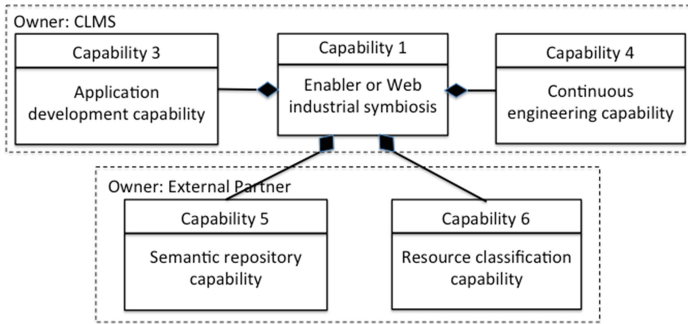 Owner: CLMS
Capability 3
Application
development capability
Capability 1
Enabler or Web
industrial symbiosis
Capability 4
Continuous
engineering capability
Owner: External Partner
Capability 5
Semantic repository
capability
Capability 6
Resource classification
capability